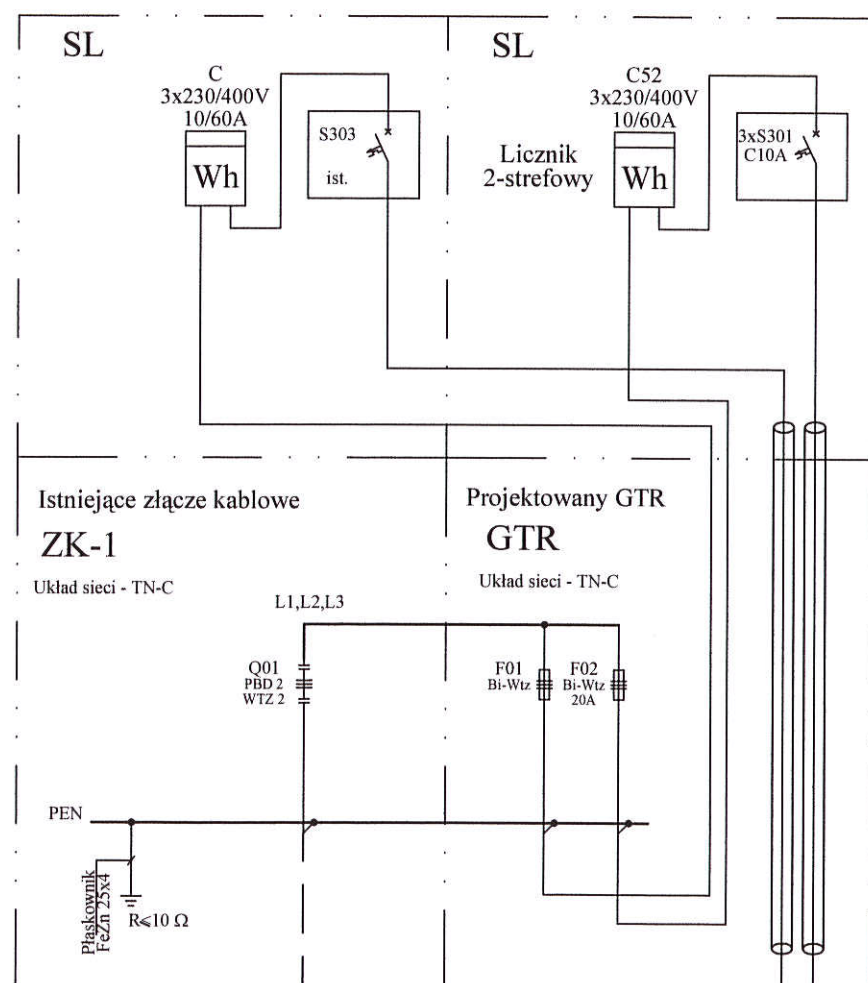 SL
C
3x230/400V
10/60A
Wh
S303
ist.
SL
C52
3x230/400V
10/60A
Licznik
2-strefowy
Wh
3xS301
C10A
Istniejące złącze kablowe
ZK-1
Układ sieci - TN-C
L1,L2,L3
Q01
PBD 2
WTZ 2
PEN
Płaskownik
FeZn 25x4
R⩽10 Ω
Projektowany GTR
GTR
Układ sieci - TN-C
F01
Bi-Wtz
F02
Bi-Wtz
20A